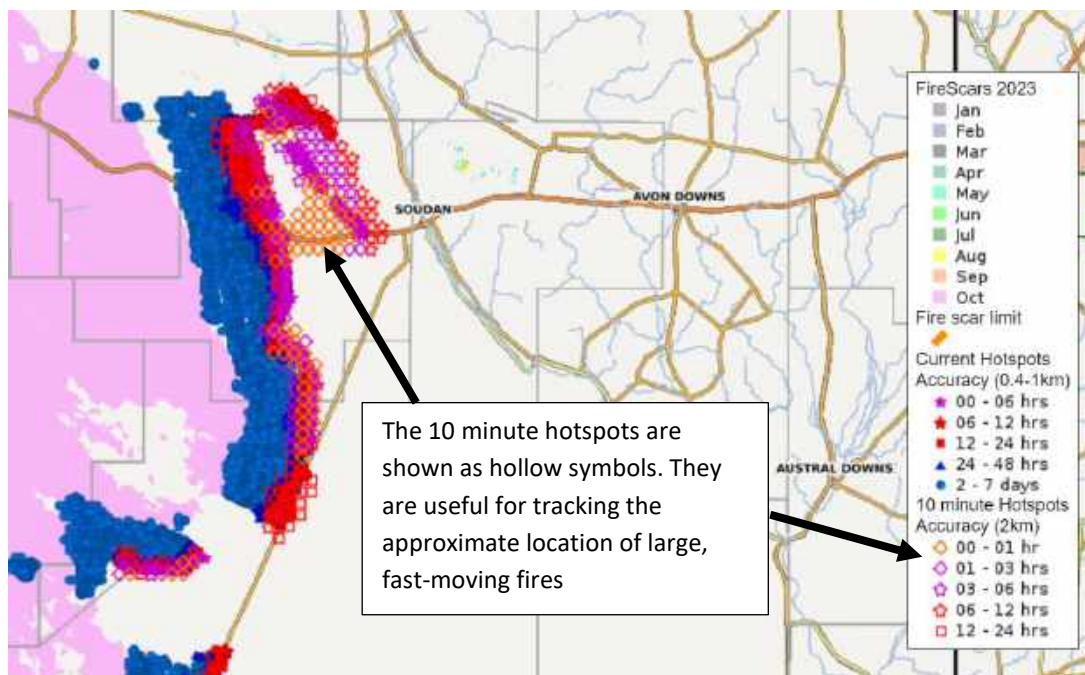 SOUDAN
AVON DOWNS
AUSTRAL DOWNS
The 10 minute hotspots are
shown as hollow symbols. They
are useful for tracking the
approximate location of large,
fast-moving fires
FireScars 2023
Jan
Feb
Mar
Apr
May
Jun
Jul
Aug
Sep
Oct
Fire scar limit
Current Hotspots
Accuracy (0.4-1km)
00 - 06 hrs
06 - 12 hrs
12 - 24 hrs
24 - 48 hrs
2 - 7 days
10 minute Hotspots
Accuracy (2km)
00 - 01 hr
01 - 03 hrs
03 - 06 hrs
06 - 12 hrs
12 - 24 hrs